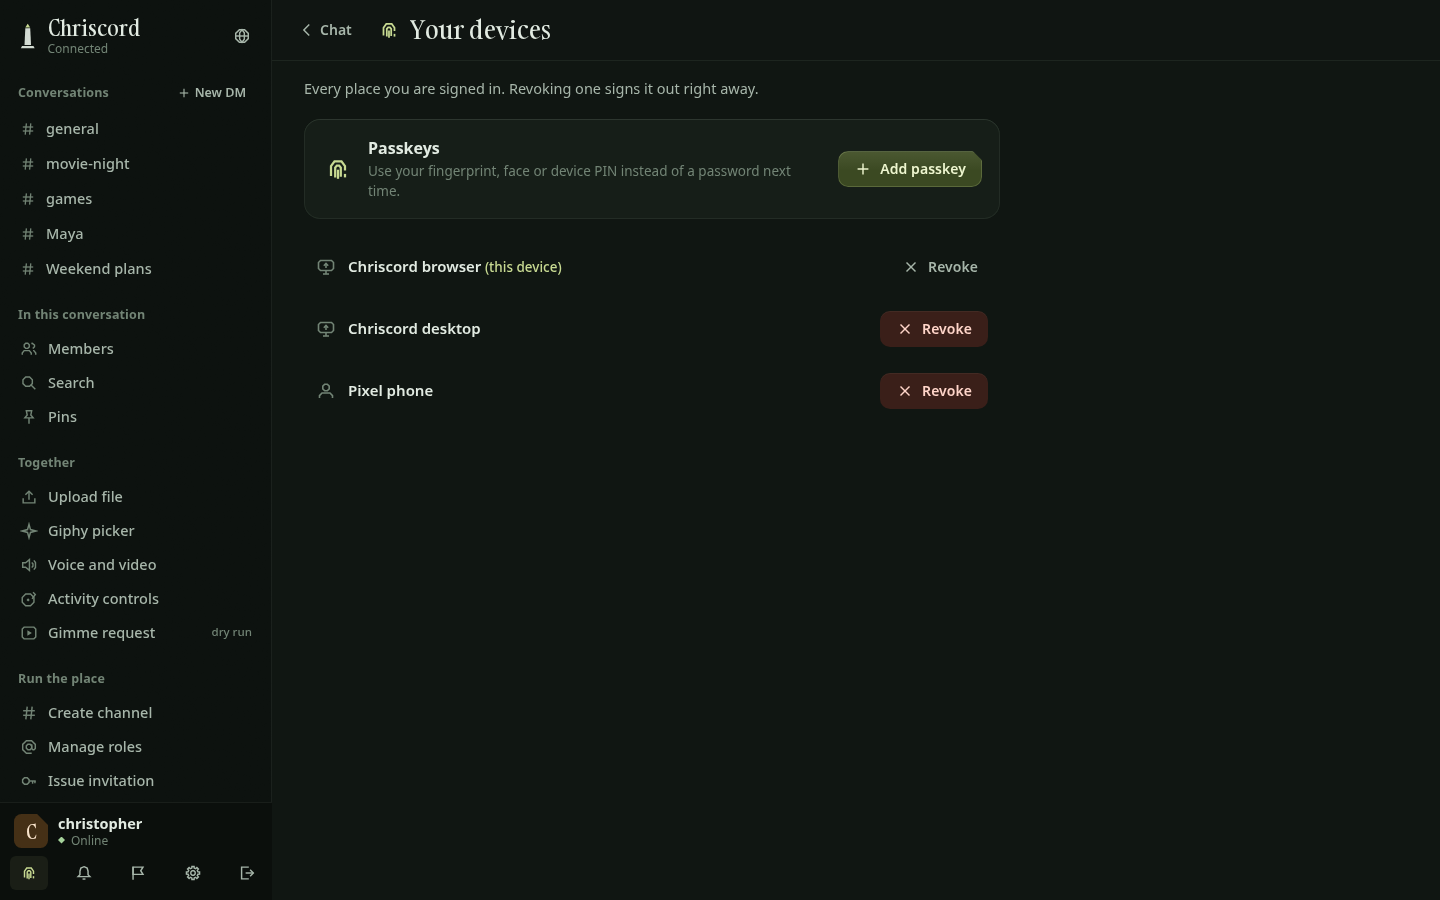 Chriscord
Connected
Conversations
New DM
general
movie-night
games
Maya
Weekend plans
In this conversation
Members
Search
Pins
Together
Upload file
Giphy picker
Voice and video
Activity controls
Gimme request dry run
Run the place
Create channel
Manage roles
Issue invitation
C
christopher
Online
Chat
Your devices
Every place you are signed in. Revoking one signs it out right away.
Passkeys
Use your fingerprint, face or device PIN instead of a password next
time.
Add passkey
Chriscord browser (this device)
Revoke
Chriscord desktop
Revoke
Pixel phone
Revoke